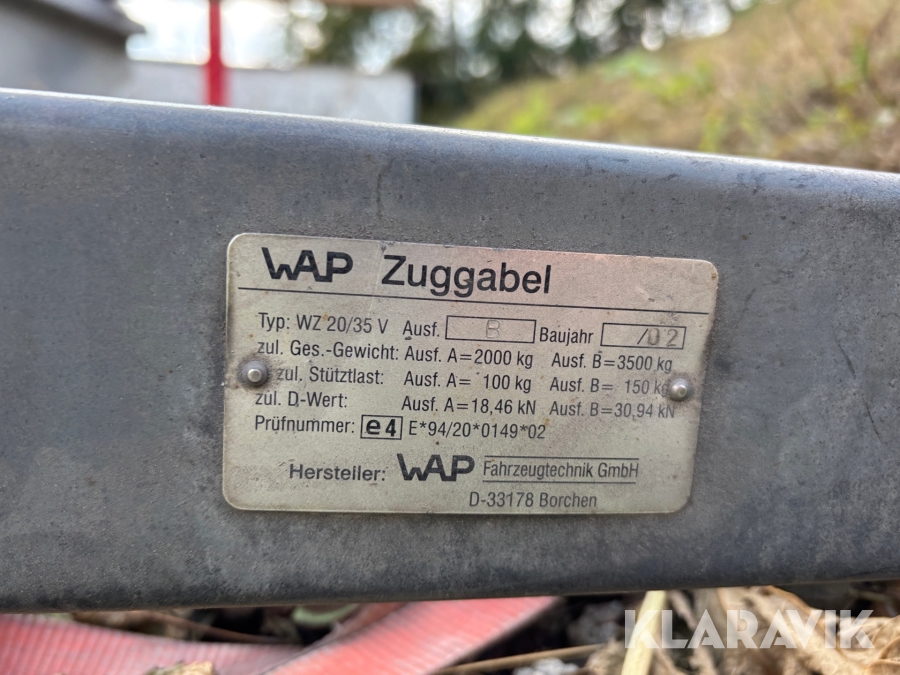 WAP Zuggabel
Typ: WZ 20/35 V Ausf. B Baujahr /02
zul. Ges.-Gewicht: Ausf. A=2000 kg Ausf. B=3500 kg
zul. Stütztlast: Ausf. A= 100 kg Ausf. B= 150 kg
zul. D-Wert: Ausf. A=18,46 kN Ausf. B=30,94 kN
Prüfnummer: e4 E*94/20*0149*02
Hersteller: WAP Fahrzeugtechnik GmbH
D-33178 Borchen
KLARAVIK